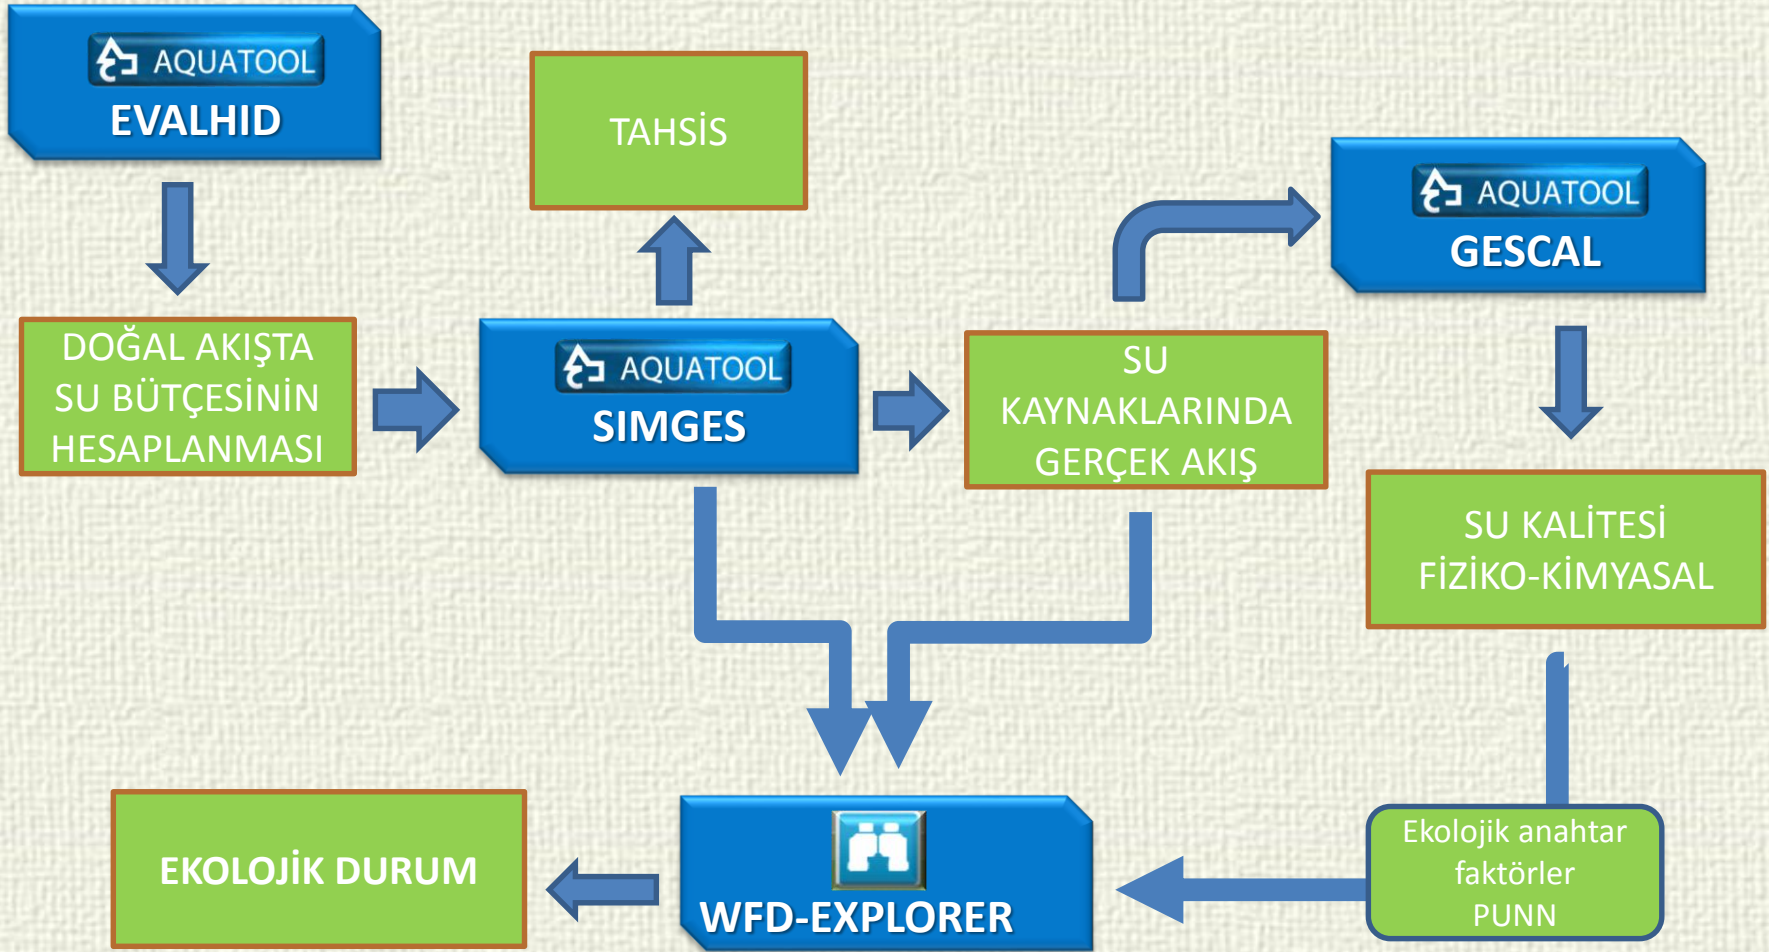 AQUATOOL
EVALHID
TAHSİS
AQUATOOL
GESCAL
DOĞAL AKIŞTA
SU BÜTÇESİNİN
HESAPLANMASI
AQUATOOL
SIMGES
SU
KAYNAKLARINDA
GERÇEK AKIŞ
SU KALİTESİ
FİZİKO-KİMYASAL
EKOLOJİK DURUM
WFD-EXPLORER
Ekolojik anahtar
faktörler
PUNN